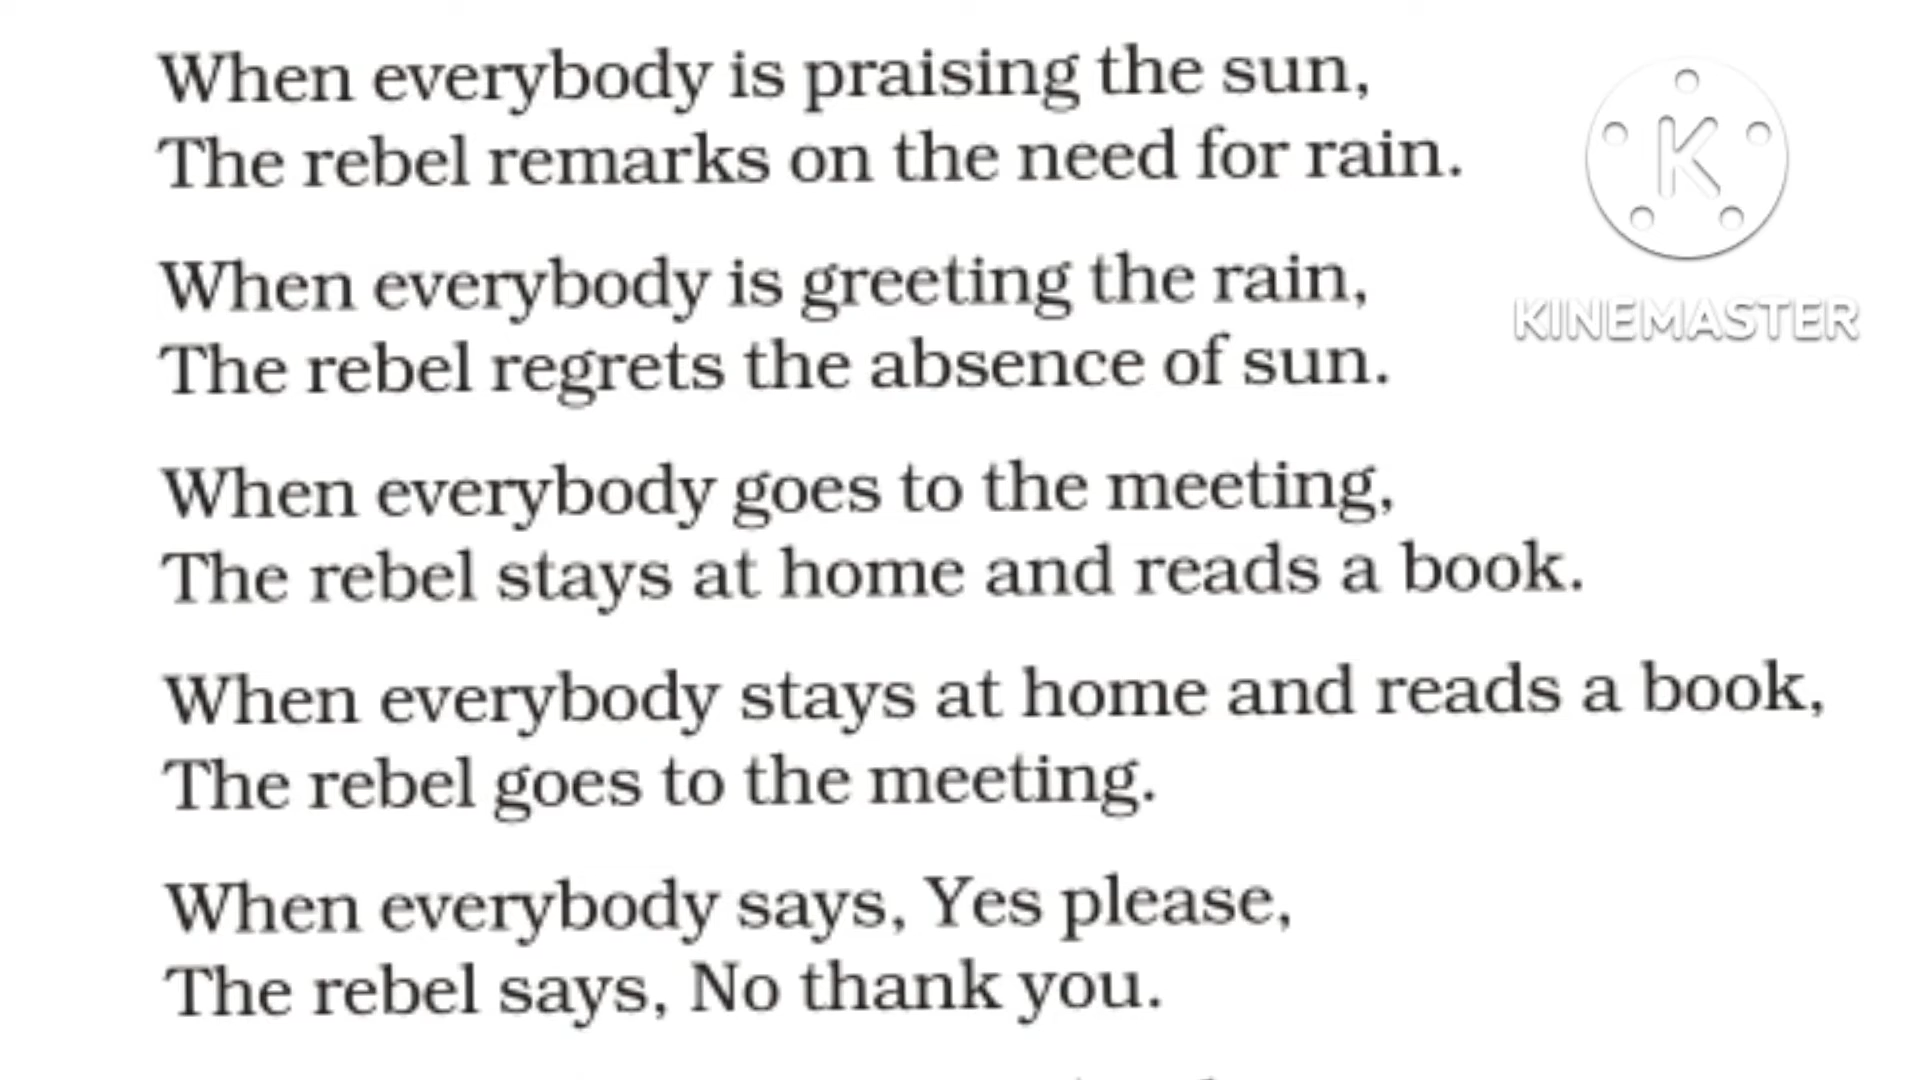 When everybody is praising the sun,
The rebel remarks on the need for rain.
When everybody is greeting the rain,
The rebel regrets the absence of sun.
When everybody goes to the meeting,
The rebel stays at home and reads a book.
When everybody stays at home and reads a book,
The rebel goes to the meeting.
When everybody says, Yes please,
The rebel says, No thank you.
K
KINEMASTER